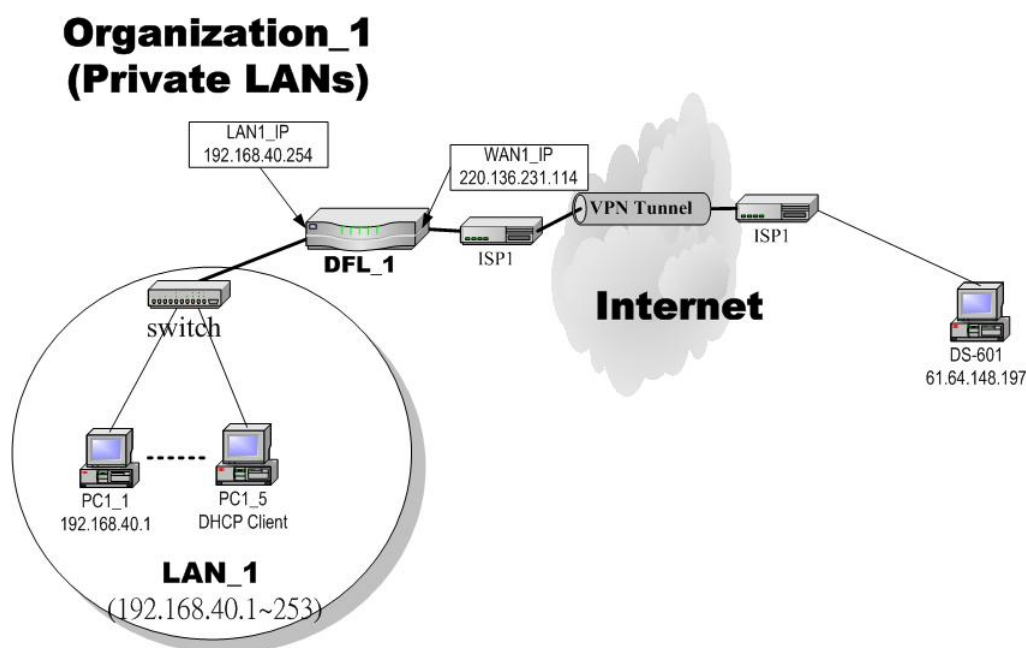 Organization_1
(Private LANs)
LAN1_IP
192.168.40.254
WAN1_IP
220.136.231.114
VPN Tunnel
ISP1
ISP1
DFL_1
Internet
switch
DS-601
61.64.148.197
PC1_1
192.168.40.1
PC1_5
DHCP Client
LAN_1
(192.168.40.1~253)